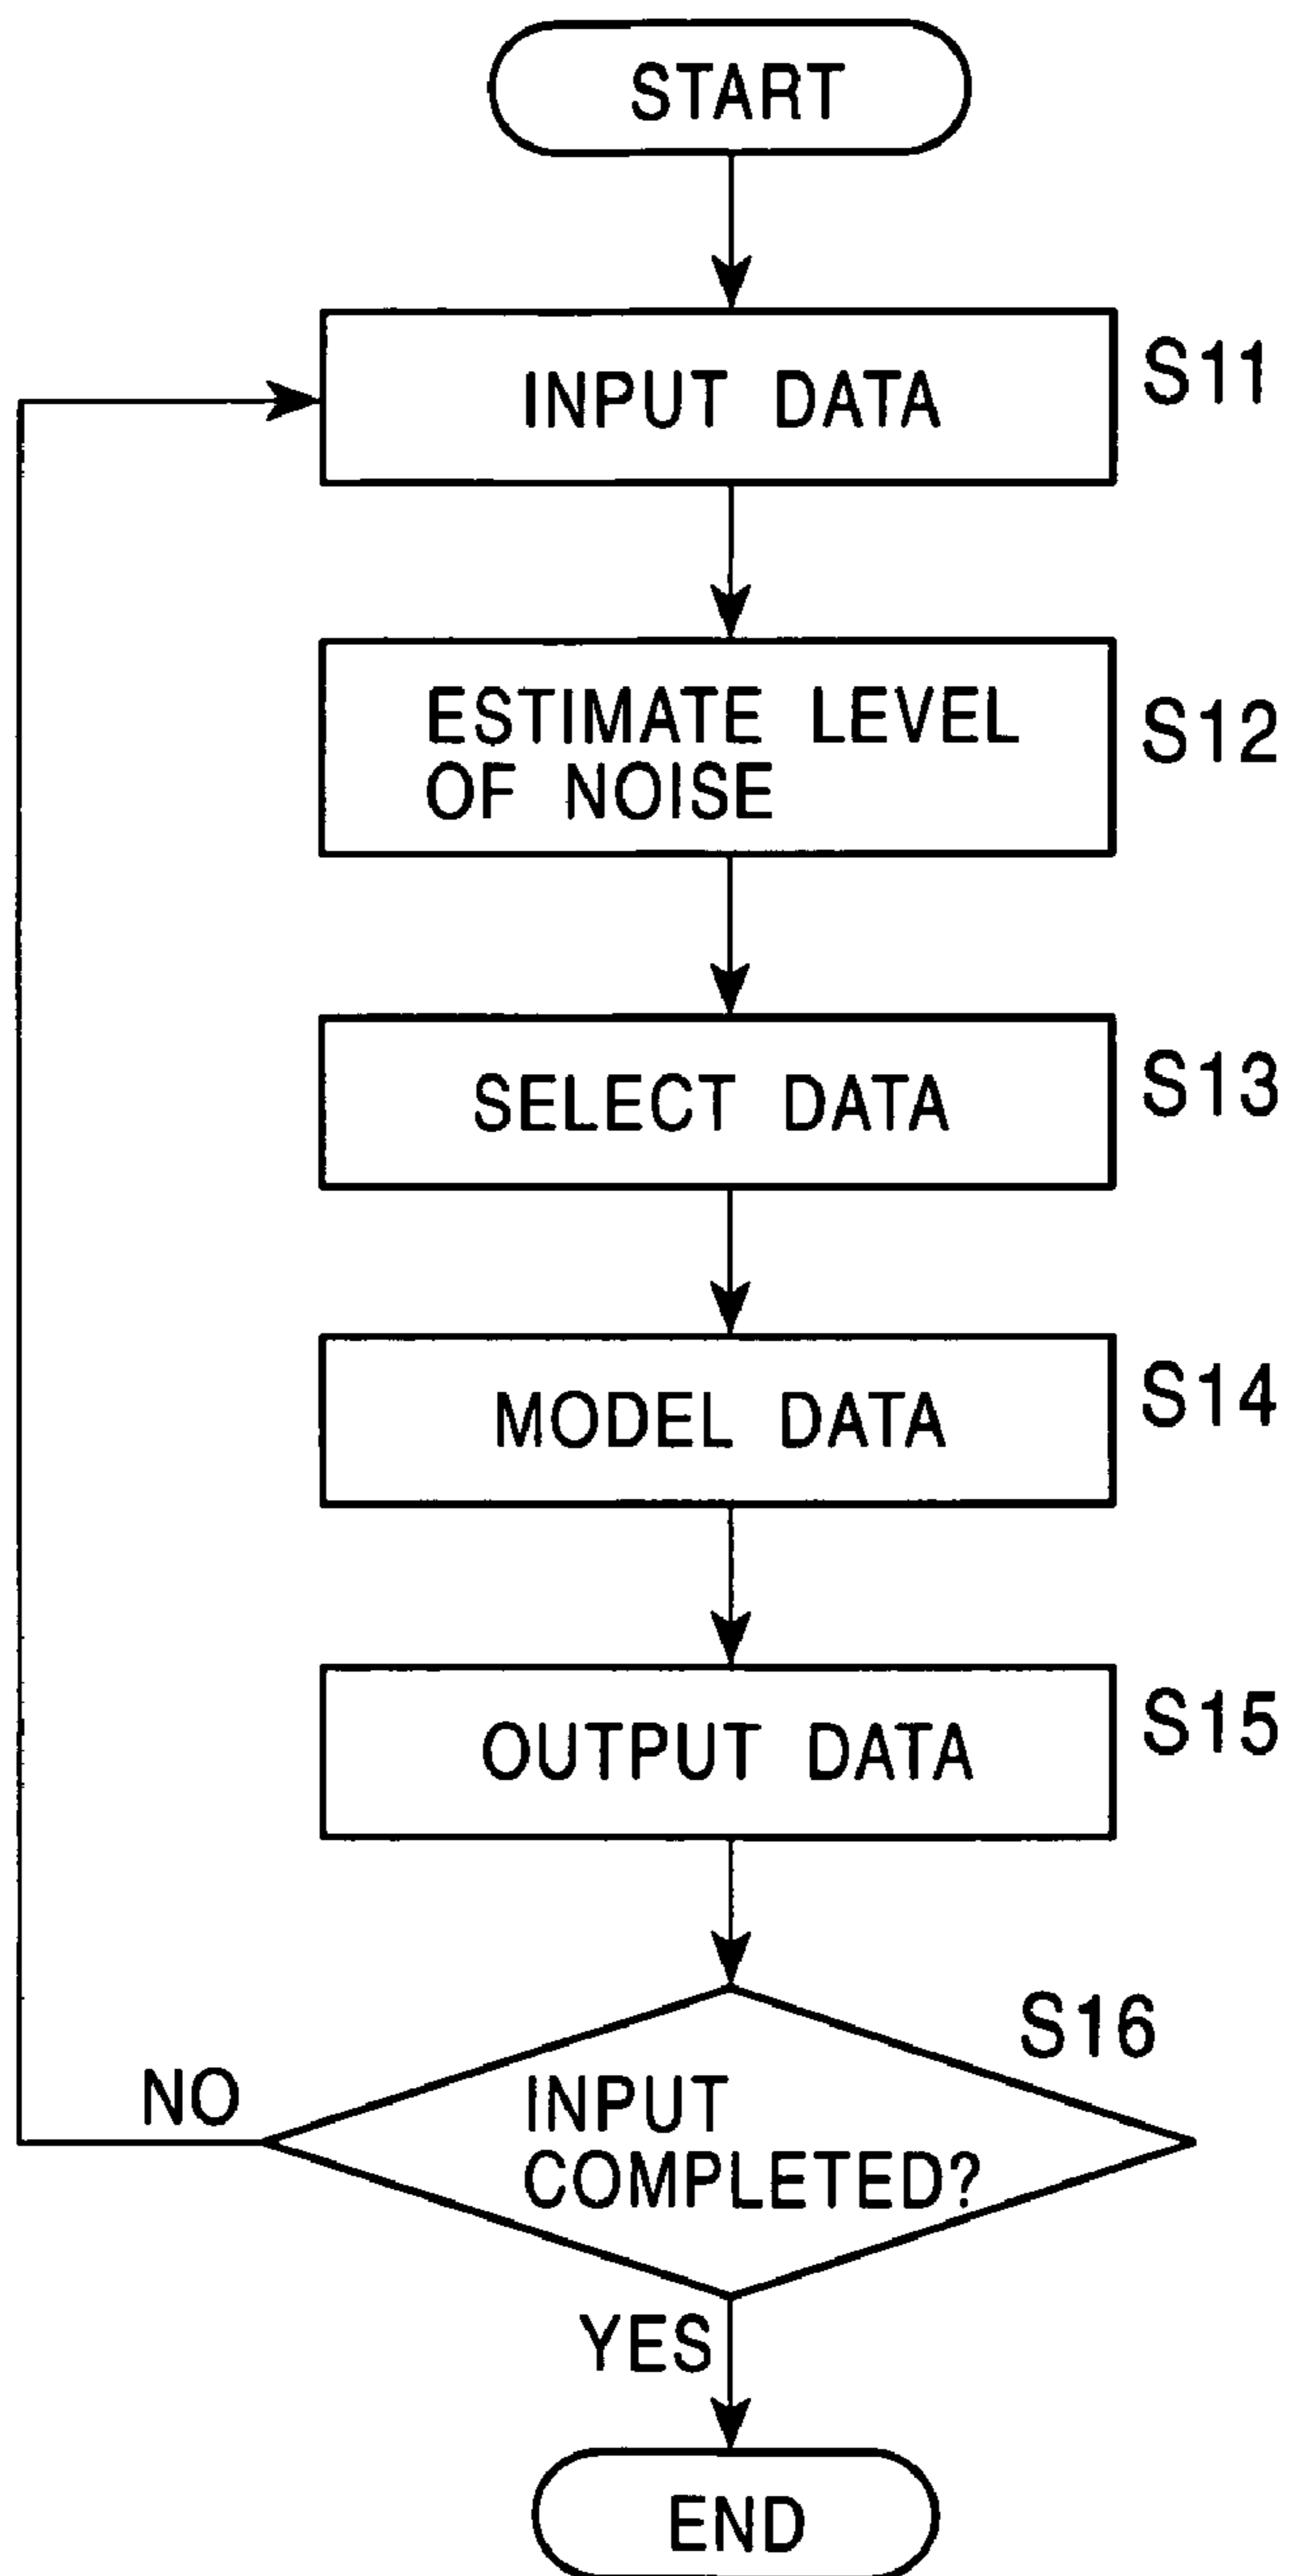 START
INPUT DATA
S11
ESTIMATE LEVEL
OF NOISE
S12
SELECT DATA
S13
MODEL DATA
S14
OUTPUT DATA
S15
S16
INPUT
COMPLETED?
NO
YES
END